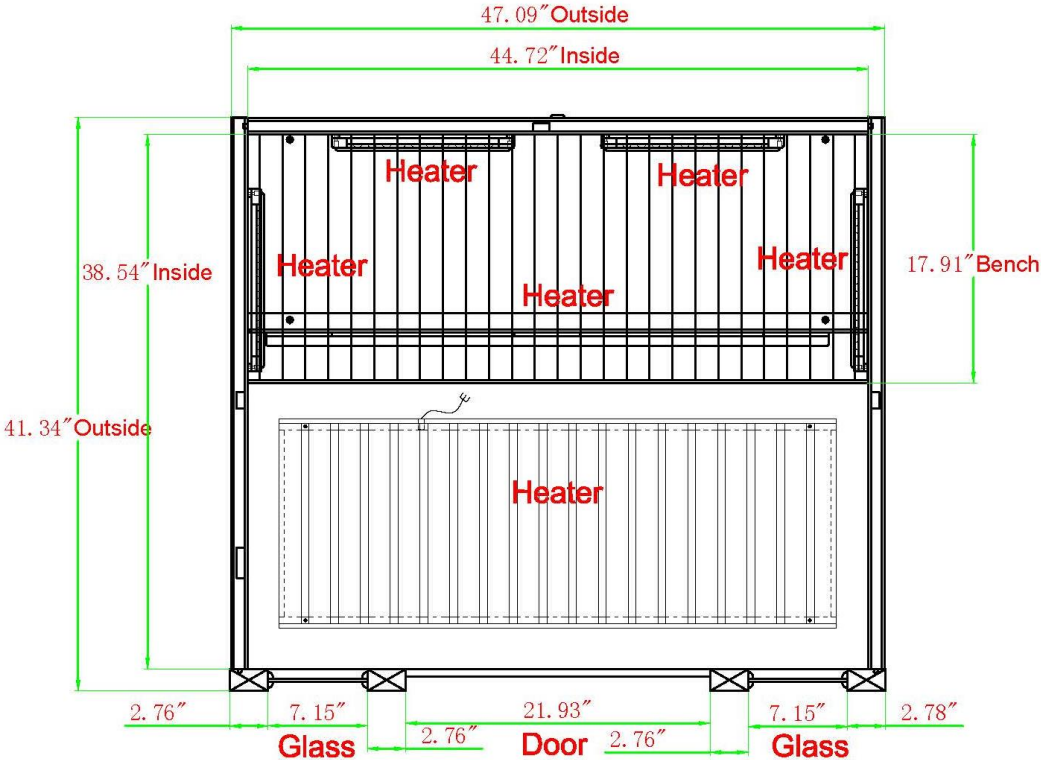 47.09″Outside
44.72″Inside
Heater
Heater
38.54″Inside
Heater
Heater
17.91″Bench
Heater
41.34″Outside
Heater
2.76″
7.15″
21.93″
7.15″
2.78″
Glass
2.76″
Door
2.76″
Glass